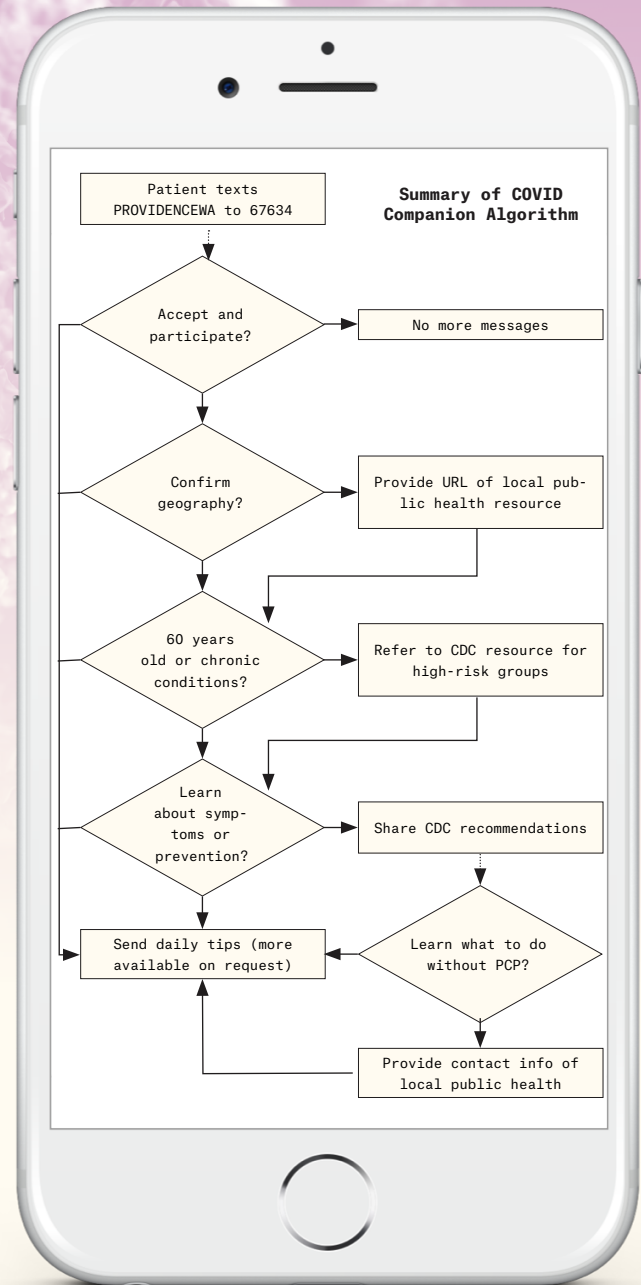 Summary of COVID
Companion Algorithm
Patient texts
PROVIDENCEWA to 67634
Accept and
participate?
No more messages
Confirm
geography?
Provide URL of local pub-
lic health resource
60 years
old or chronic
conditions?
Refer to CDC resource for
high-risk groups
Learn
about symp-
toms or
prevention?
Share CDC recommendations
Send daily tips (more
available on request)
Learn what to do
without PCP?
Provide contact info of
local public health